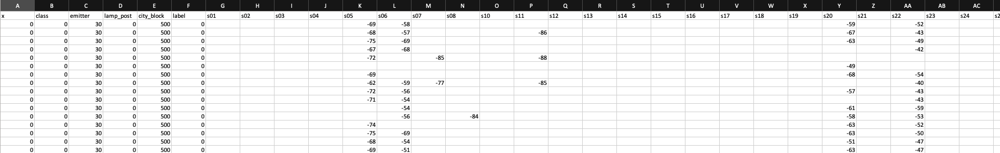 A B C D E F G H I J K L M N O P Q R S T U V W X Y Z AA AB AC
x class emitter lamp_post city_block label s01 s02 s03 s04 s05 s06 s07 s08 s10 s11 s12 s13 s14 s15 s16 s17 s18 s19 s20 s21 s22 s23 s24
0 0 30 0 500 0 -69 -58 -59 -52
0 0 30 0 500 0 -68 -57 -86 -67 -43
0 0 30 0 500 0 -75 -69 -63 -49
0 0 30 0 500 0 -67 -68 -42
0 0 30 0 500 0 -72 -85 -88
0 0 30 0 500 0 -49
0 0 30 0 500 0 -69 -68 -54
0 0 30 0 500 0 -62 -59 -77 -85 -40
0 0 30 0 500 0 -72 -56 -57 -43
0 0 30 0 500 0 -71 -54 -43
0 0 30 0 500 0 -54 -61 -59
0 0 30 0 500 0 -56 -84 -58 -53
0 0 30 0 500 0 -74 -63 -52
0 0 30 0 500 0 -75 -69 -63 -50
0 0 30 0 500 0 -68 -54 -51 -47
0 0 30 0 500 0 -69 -51 -63 -47